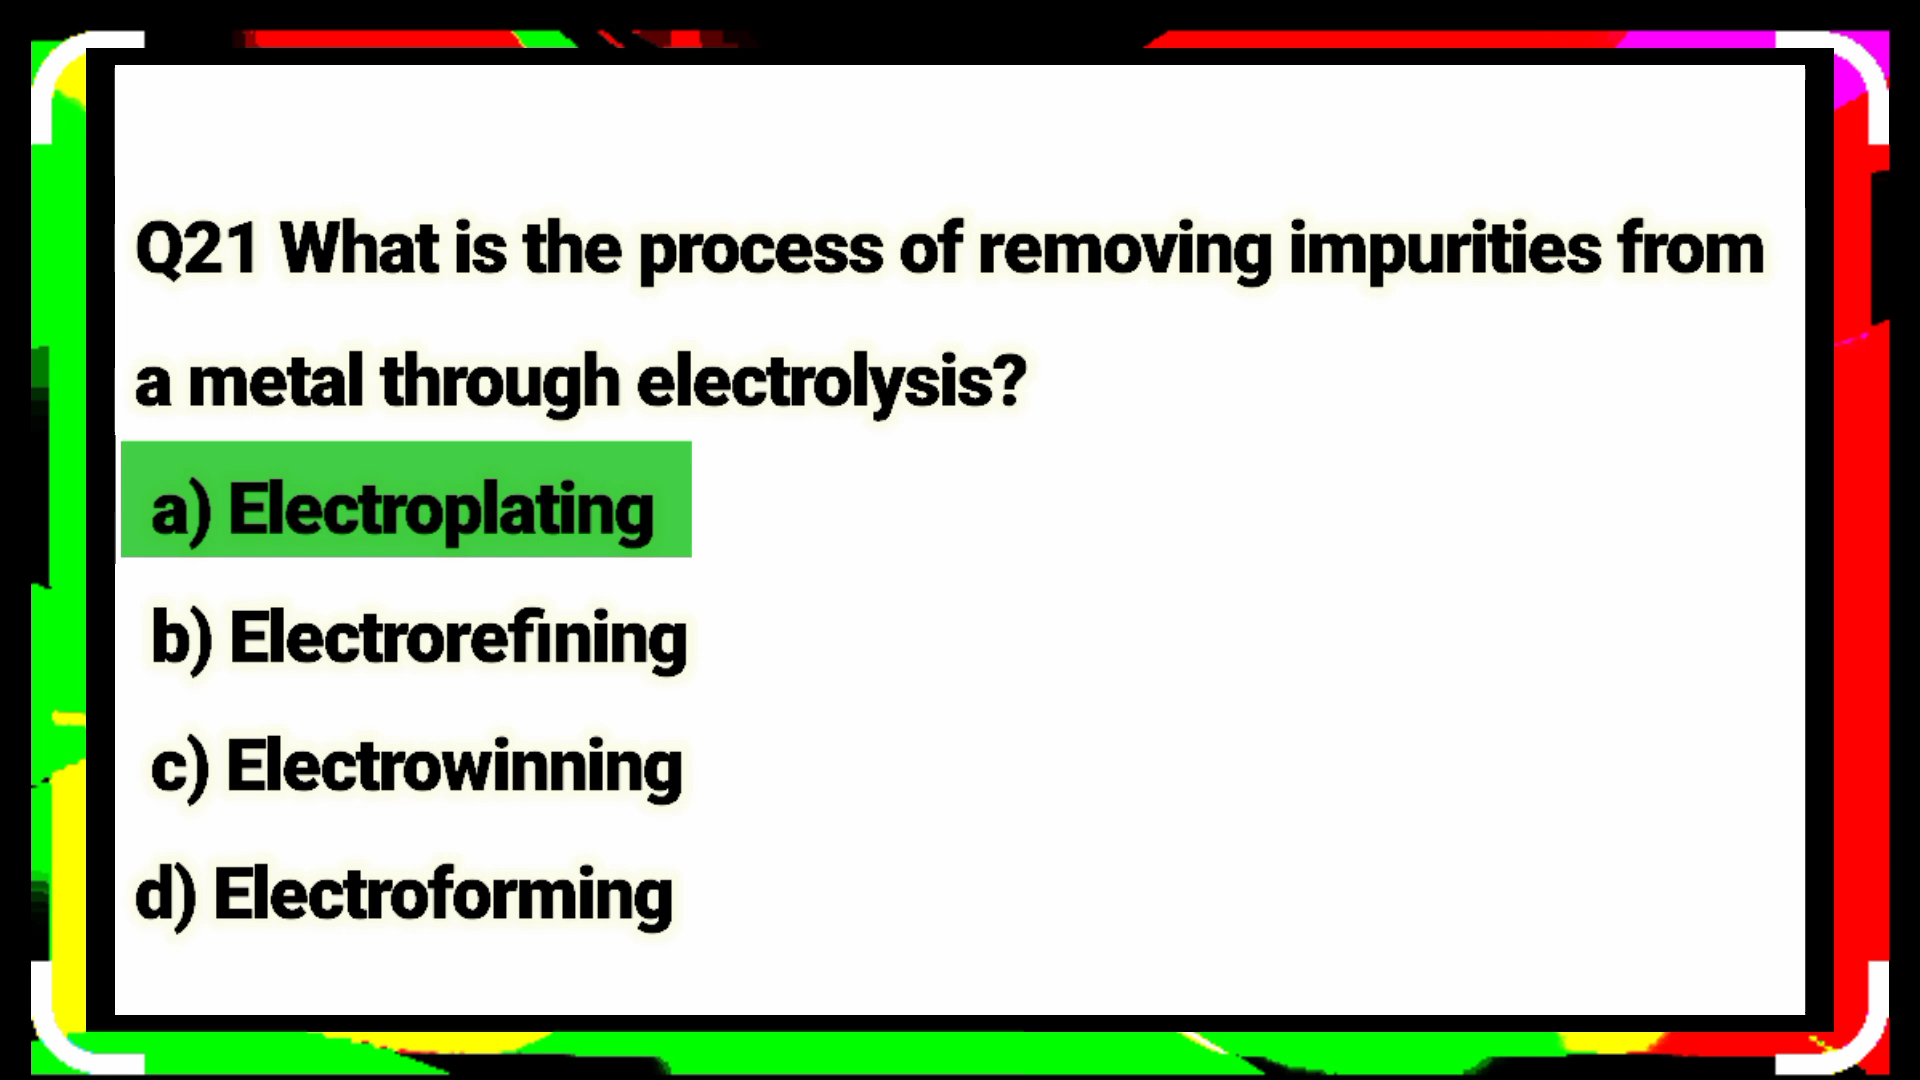 Q21 What is the process of removing impurities from
a metal through electrolysis?
a) Electroplating
b) Electrorefining
c) Electrowinning
d) Electroforming